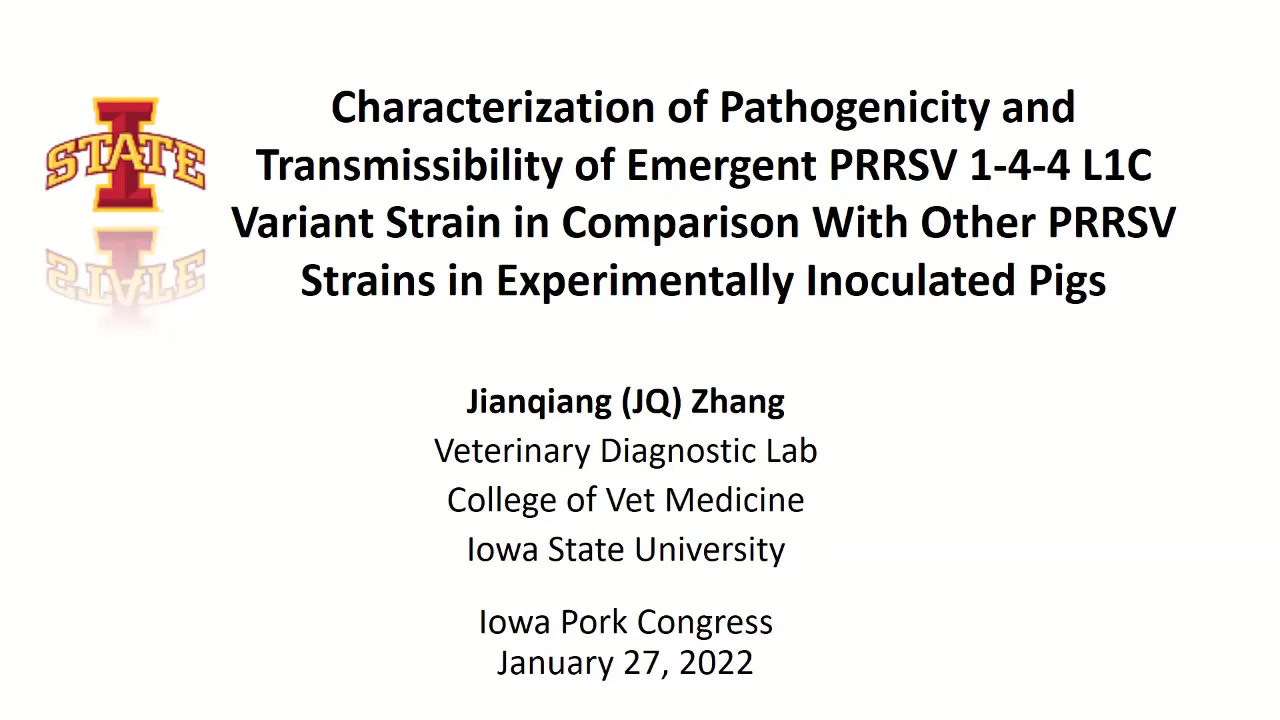 STATE
Characterization of Pathogenicity and
Transmissibility of Emergent PRRSV 1-4-4 L1C
Variant Strain in Comparison With Other PRRSV
Strains in Experimentally Inoculated Pigs
Jianqiang (JQ) Zhang
Veterinary Diagnostic Lab
College of Vet Medicine
Iowa State University
Iowa Pork Congress
January 27, 2022